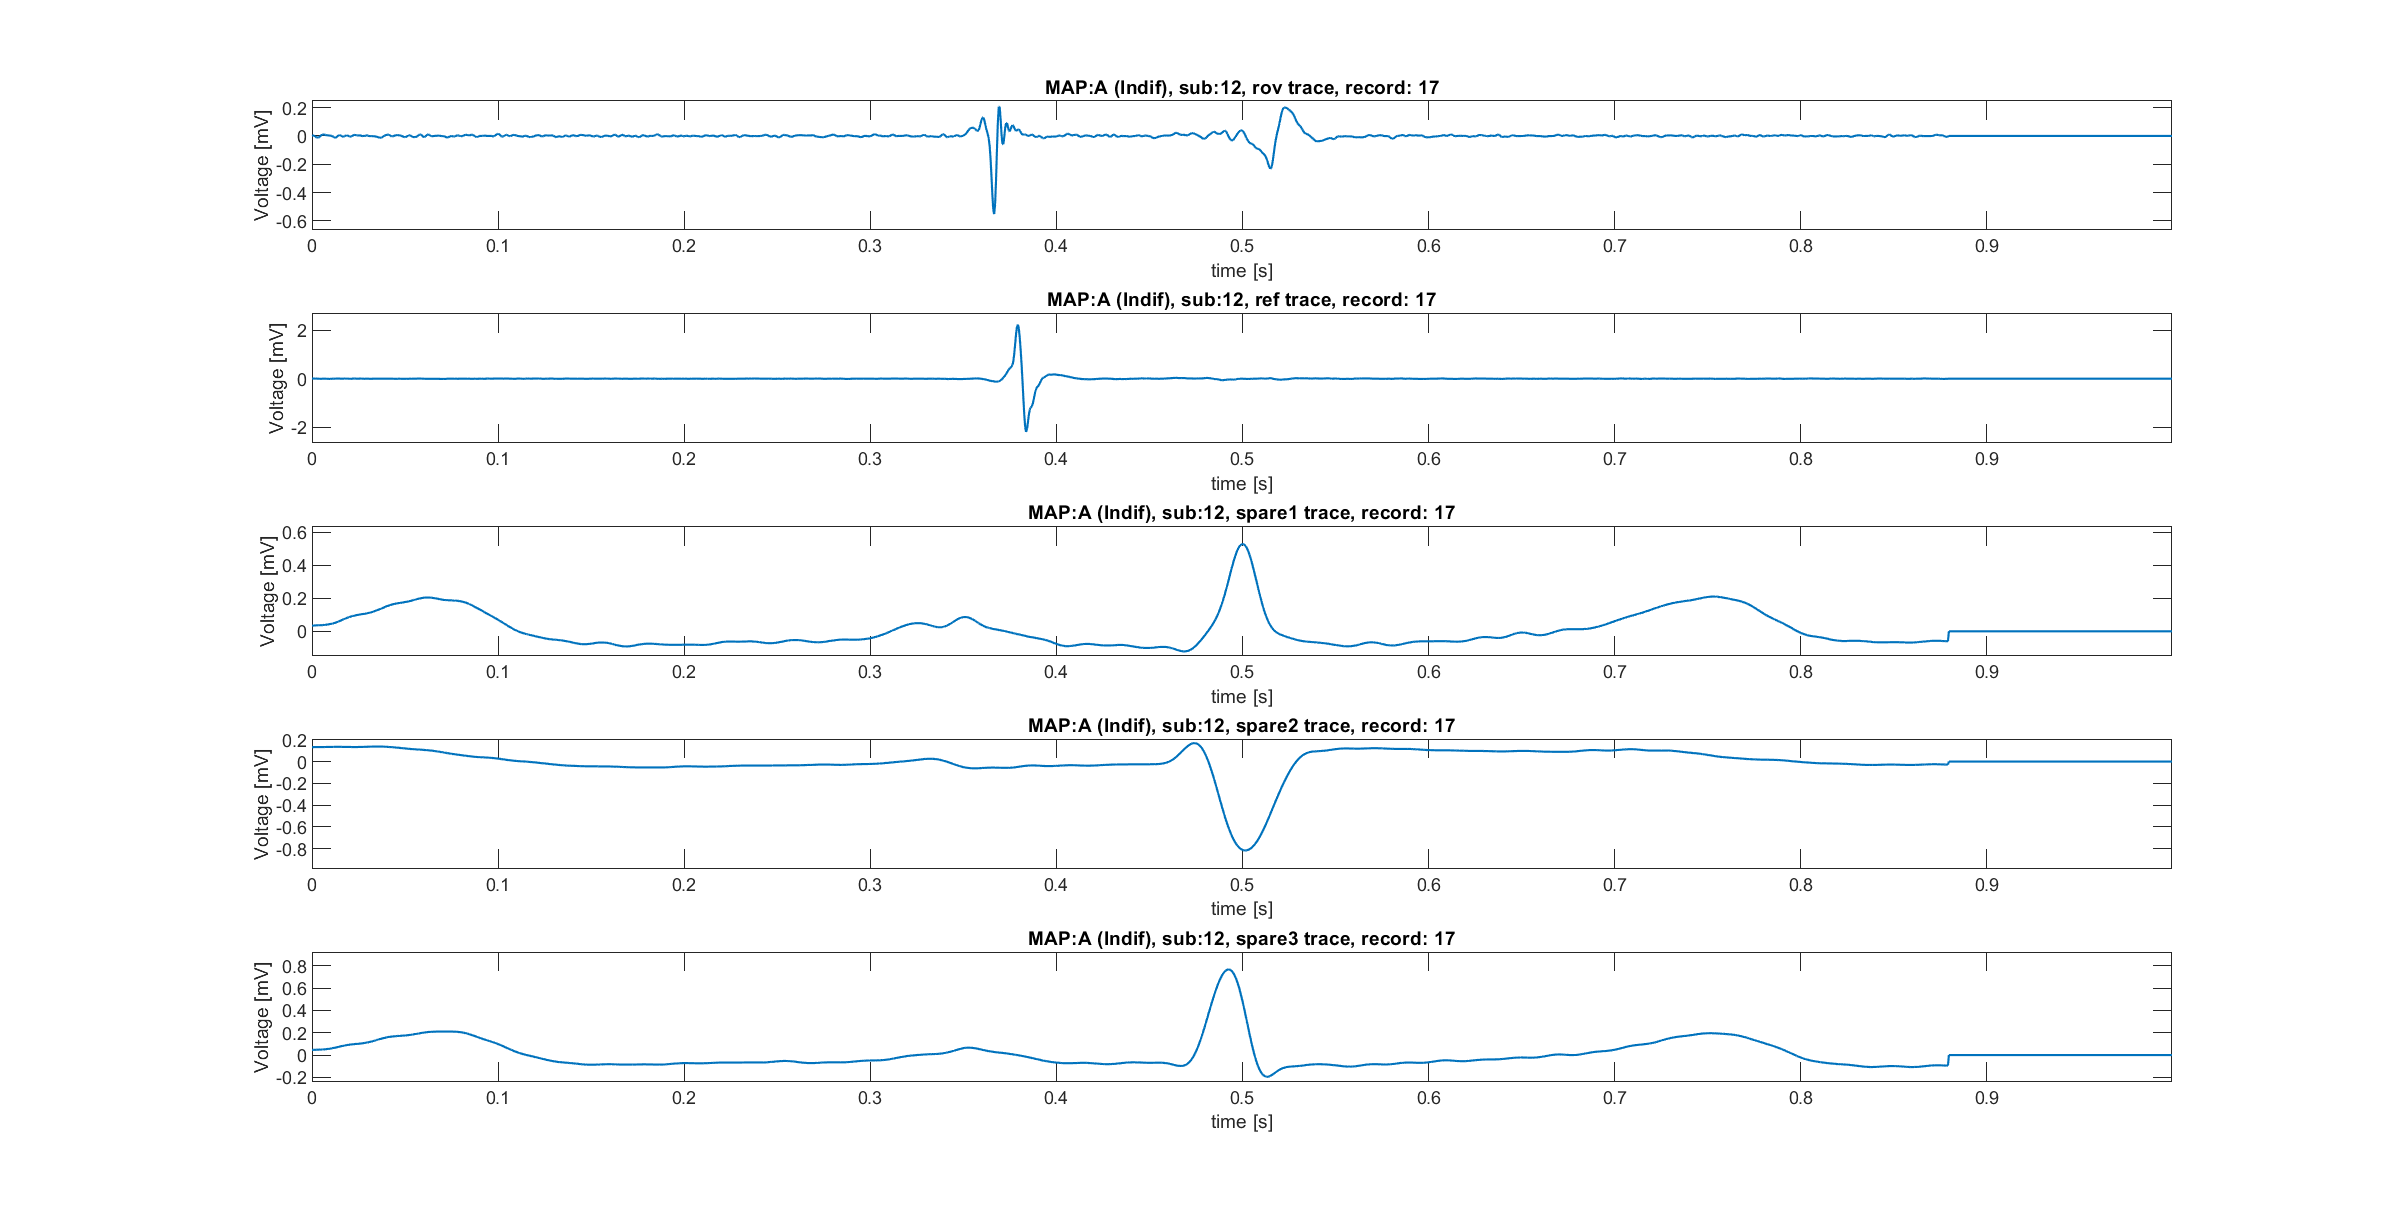 MAP:A (Indif), sub:12, rov trace, record: 17
Voltage [mV]
0.2
0
-0.2
-0.4
-0.6
0 0.1 0.2 0.3 0.4 0.5 0.6 0.7 0.8 0.9
time [s]
MAP:A (Indif), sub:12, ref trace, record: 17
Voltage [mV]
2
0
-2
0 0.1 0.2 0.3 0.4 0.5 0.6 0.7 0.8 0.9
time [s]
MAP:A (Indif), sub:12, spare1 trace, record: 17
Voltage [mV]
0.6
0.4
0.2
0
0 0.1 0.2 0.3 0.4 0.5 0.6 0.7 0.8 0.9
time [s]
MAP:A (Indif), sub:12, spare2 trace, record: 17
Voltage [mV]
0.2
0
-0.2
-0.4
-0.6
-0.8
0 0.1 0.2 0.3 0.4 0.5 0.6 0.7 0.8 0.9
time [s]
MAP:A (Indif), sub:12, spare3 trace, record: 17
Voltage [mV]
0.8
0.6
0.4
0.2
0
-0.2
0 0.1 0.2 0.3 0.4 0.5 0.6 0.7 0.8 0.9
time [s]